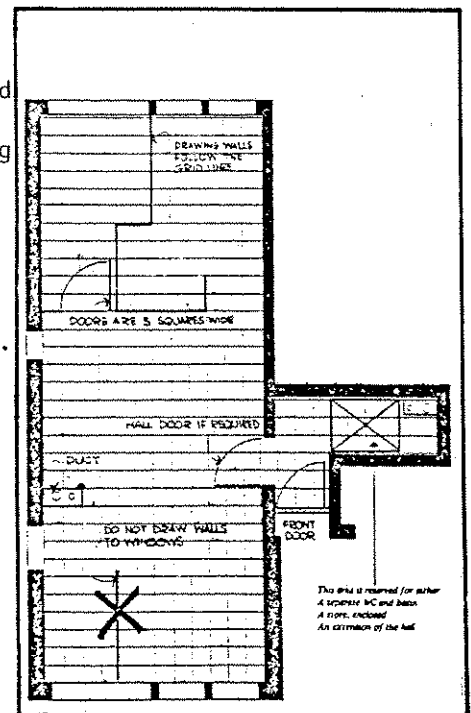 d
g
DRAWING WALLS
FOLLOW THE
GRID LINES
DOORS ARE 3 SQUARES WIDE
HALL DOOR IF REQUIRED
DUCT
DO NOT DRAW WALLS
TO WINDOWS
FRONT
DOOR
This area is reserved for either
A separate WC and basin
A store, enclosed
An extension of the hall